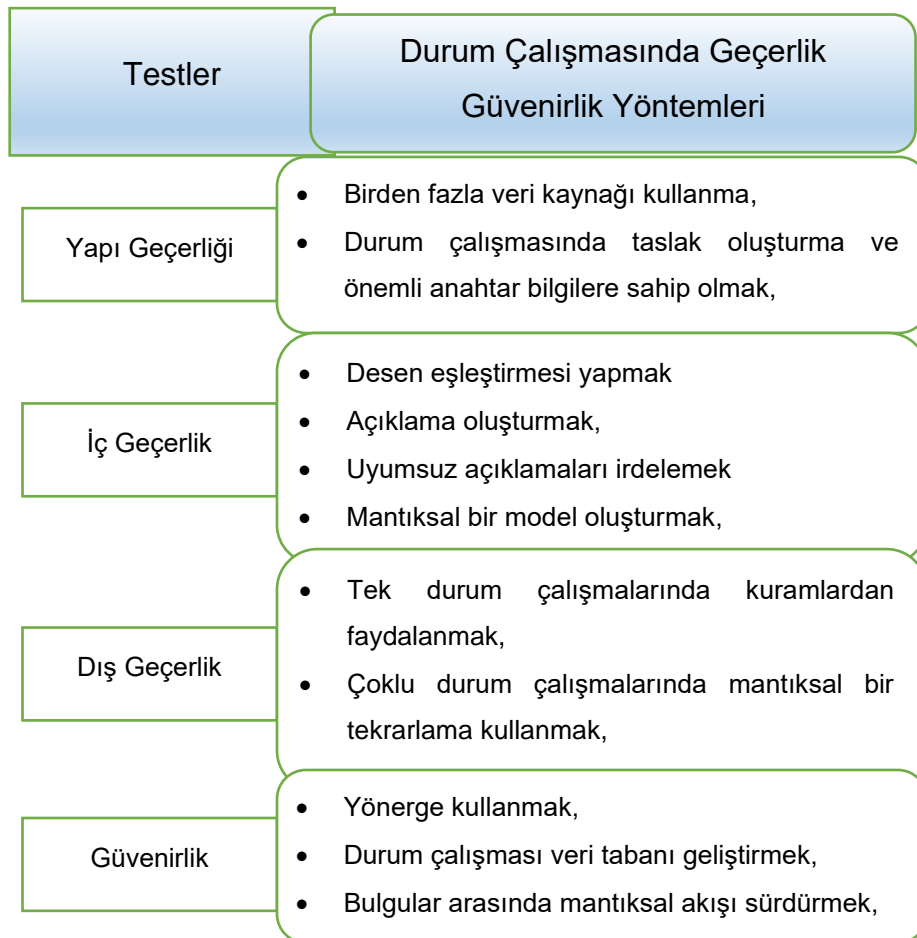 Testler
Durum Çalışmasında Geçerlik
Güvenirlik Yöntemleri
Yapı Geçerliği
• Birden fazla veri kaynağı kullanma,
• Durum çalışmasında taslak oluşturma ve
önemli anahtar bilgilere sahip olmak,
İç Geçerlik
• Desen eşleştirmesi yapmak
• Açıklama oluşturmak,
• Uyumsuz açıklamaları irdelemek
• Mantıksal bir model oluşturmak,
Dış Geçerlik
• Tek durum çalışmalarında kuramlardan
faydalanmak,
• Çoklu durum çalışmalarında mantıksal bir
tekrarlama kullanmak,
Güvenirlik
• Yönerge kullanmak,
• Durum çalışması veri tabanı geliştirmek,
• Bulgular arasında mantıksal akışı sürdürmek,